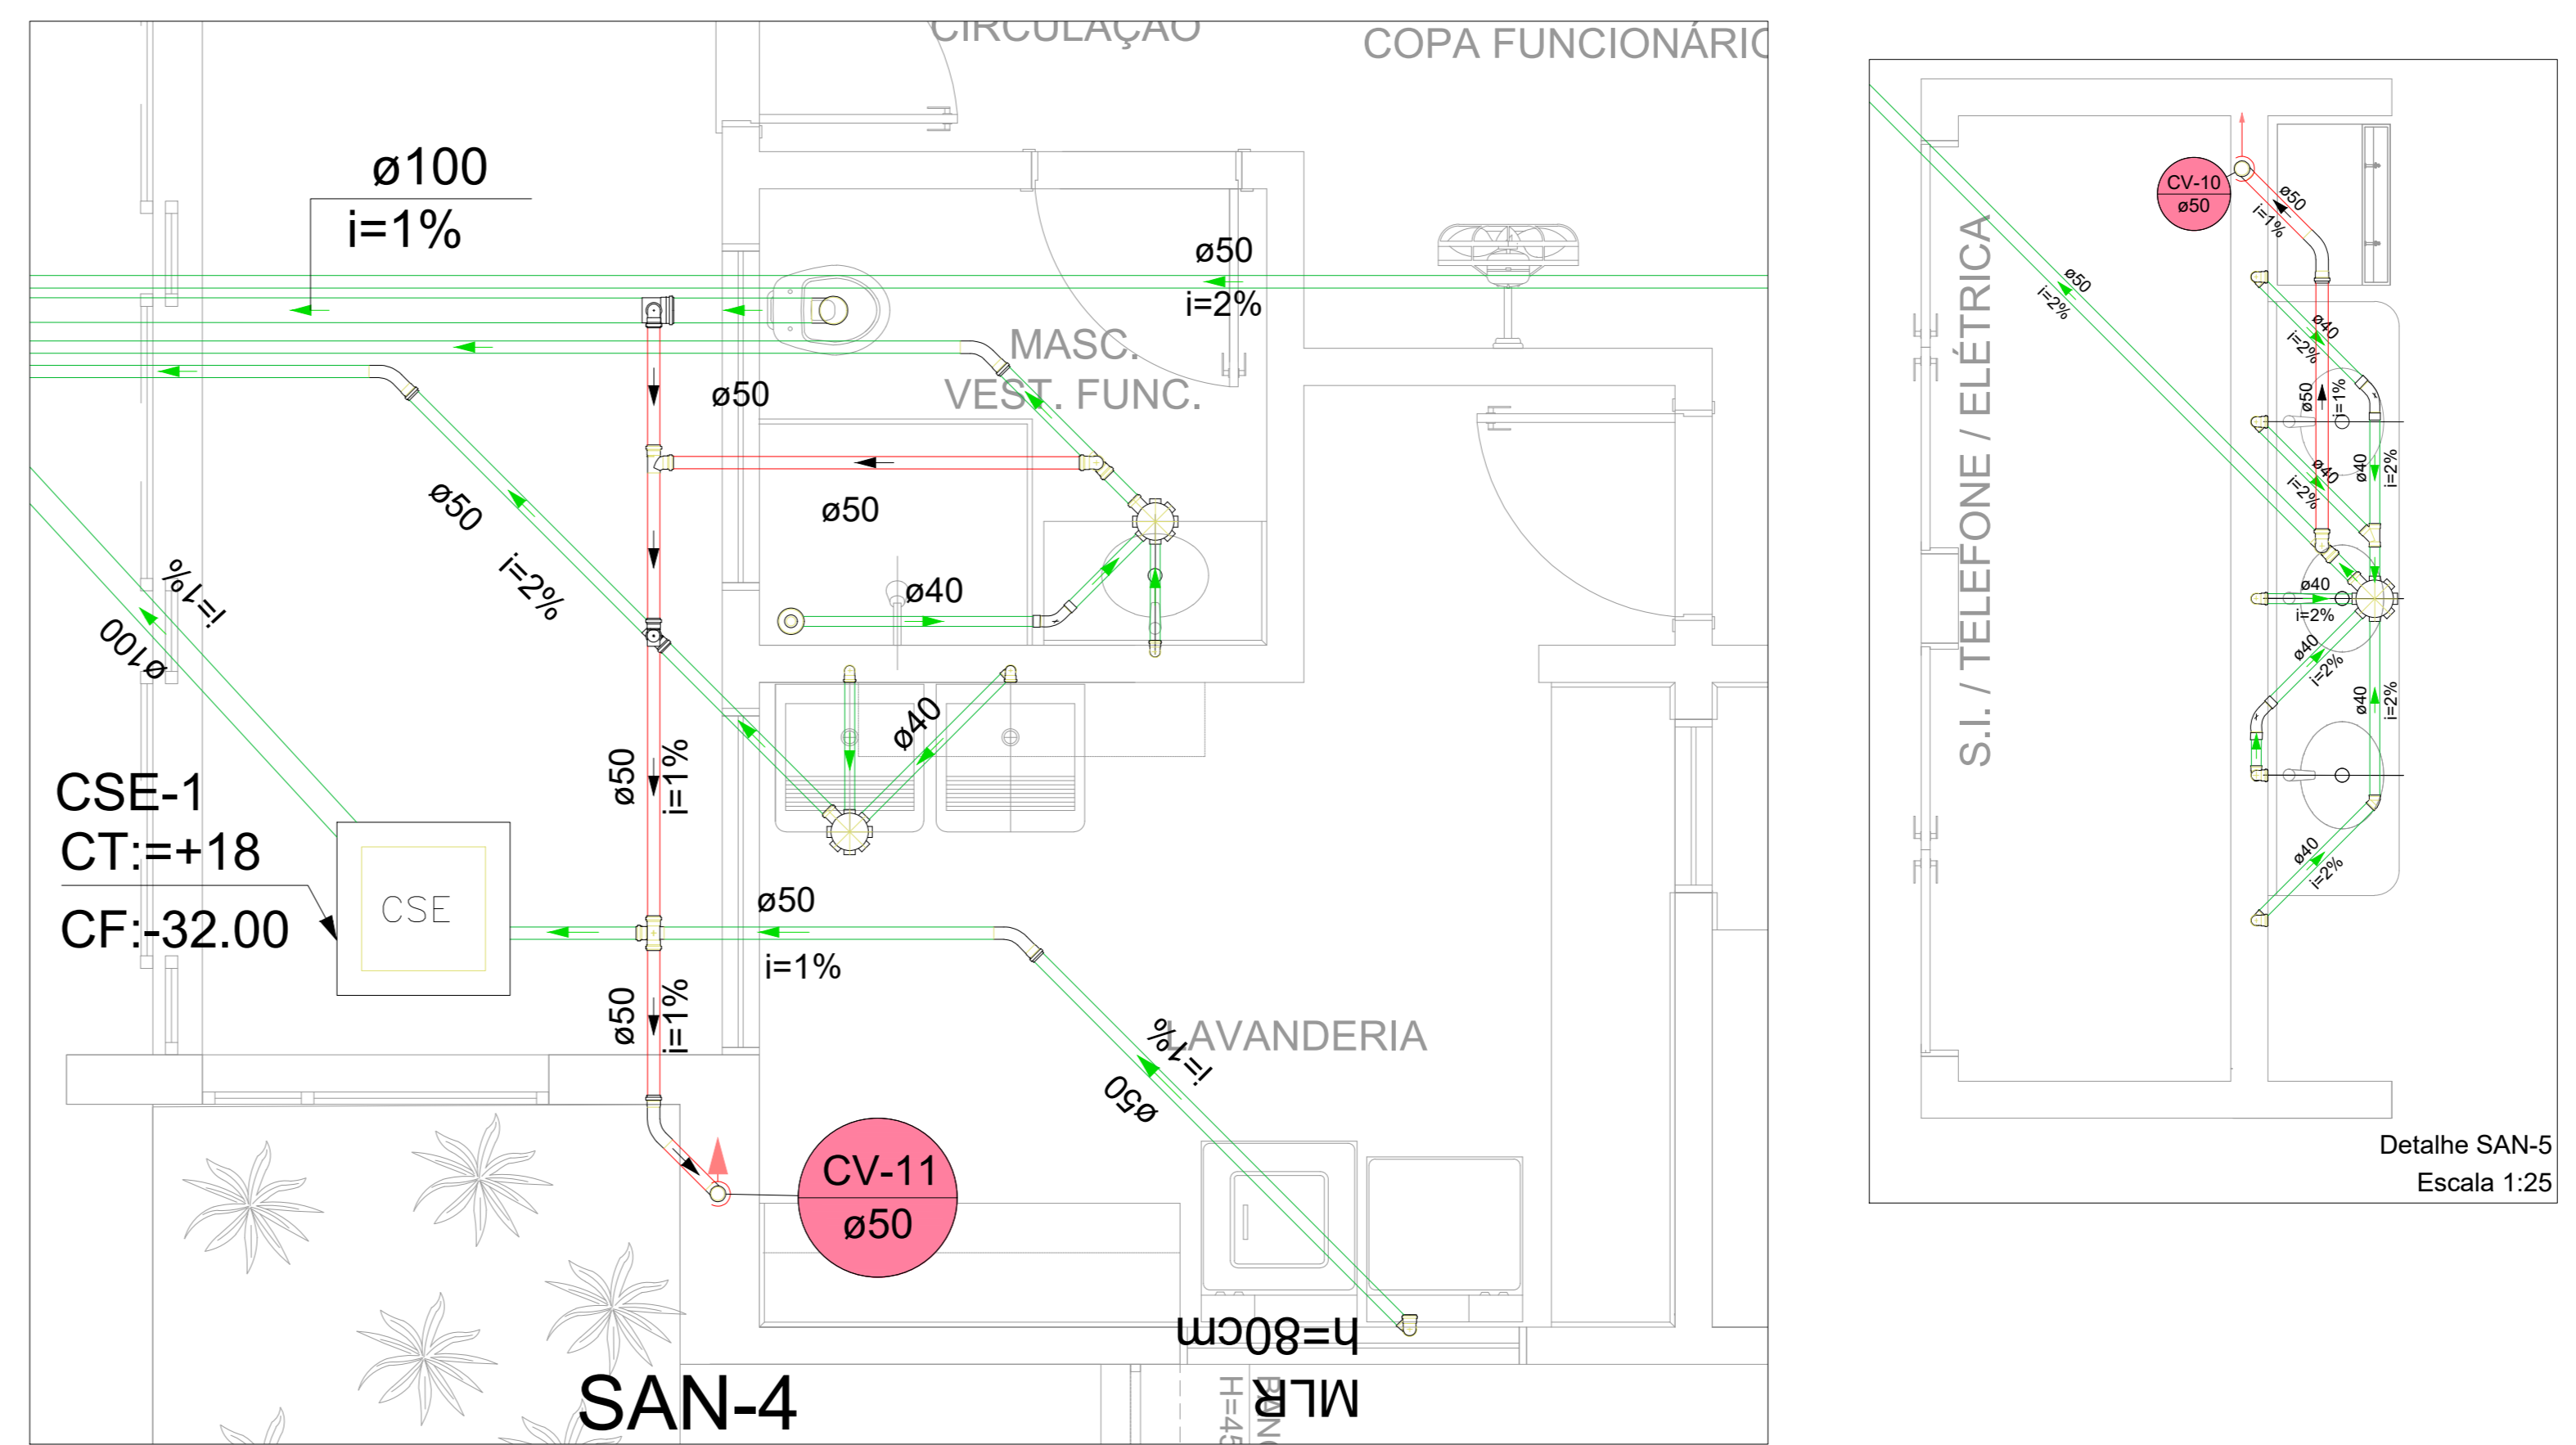 CIRCULAÇÃO
COPA FUNCIONÁRIO
ø100
i=1%
ø50
i=2%
MASC.
VEST. FUNC.
ø50
ø50
ø50
i=2%
ø40
i=1%
ø100
ø40
ø50
i=1%
CSE-1
CT:=+18
CF:-32.00
CSE
ø50
i=1%
ø50
i=1%
LAVANDERIA
i=1%
ø50
CV-11
ø50
h=80cm
MLR
H=45
SAN-4
CV-10
ø50
ø50
i=1%
S.I. / TELEFONE / ELÉTRICA
ø50
i=2%
ø40
i=2%
ø50
i=1%
ø40
i=2%
ø40
i=2%
ø40
i=2%
ø40
i=2%
ø40
i=2%
ø40
i=2%
Detalhe SAN-5
Escala 1:25